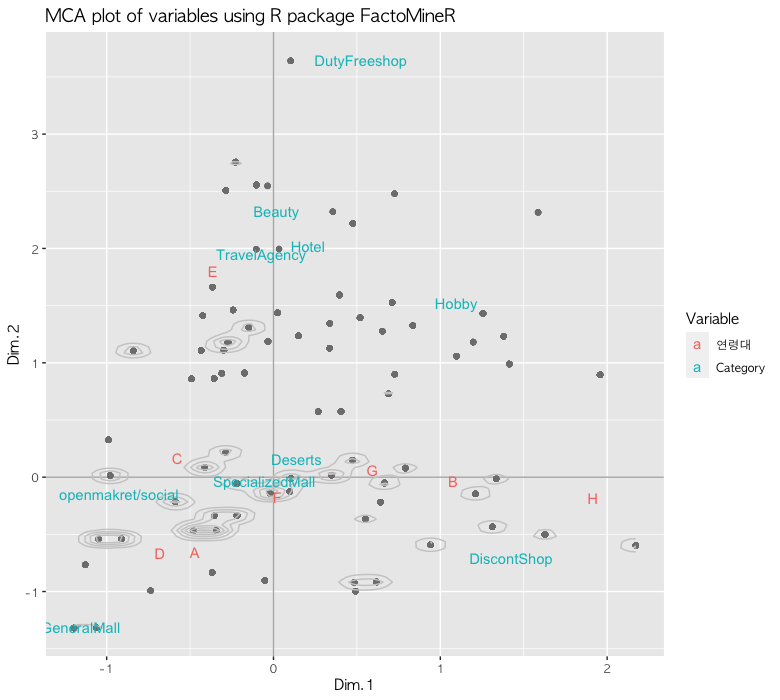 MCA plot of variables using R package FactoMineR
DutyFreeshop
3
Beauty
Hotel
2
TravelAgency
E
Hobby
Variable
a 연령대
a Category
Dim.2
1
C
Deserts
G
0
SpecializedMall
B
openmakret/social
F
H
D
A
DiscontShop
-1
GeneralMall
-1
0
1
2
Dim.1